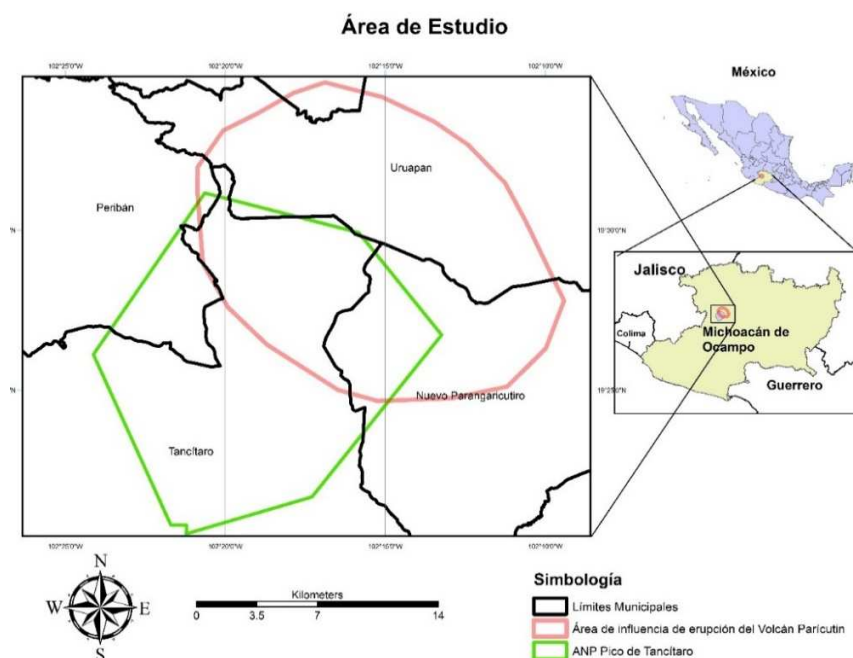 Área de Estudio
102°25'0"W 102°20'0"W 102°15'0"W 102°10'0"W
México
Uruapan
Peribán
19°30'0"N
Jalisco
Colima
Michoacán de
Ocampo
Guerrero
19°25'0"N
Nuevo Parangaricutiro
Tancítaro
102°25'0"W 102°20'0"W 102°15'0"W 102°10'0"W
N
W E
S
Kilometers
0 3.5 7 14
Simbología
Límites Municipales
Área de influencia de erupción del Volcán Parícutin
ANP Pico de Tancítaro